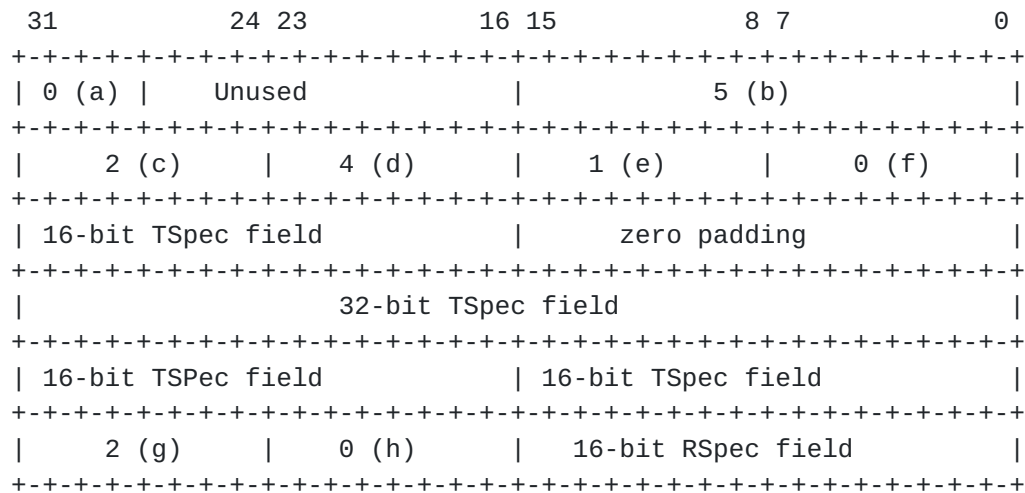 31           24 23           16 15            8 7             0
+-+-+-+-+-+-+-+-+-+-+-+-+-+-+-+-+-+-+-+-+-+-+-+-+-+-+-+-+-+-+-+-+
| 0 (a) |    Unused             |            5 (b)              |
+-+-+-+-+-+-+-+-+-+-+-+-+-+-+-+-+-+-+-+-+-+-+-+-+-+-+-+-+-+-+-+-+
|     2 (c)     |    4 (d)      |    1 (e)      |     0 (f)     |
+-+-+-+-+-+-+-+-+-+-+-+-+-+-+-+-+-+-+-+-+-+-+-+-+-+-+-+-+-+-+-+-+
| 16-bit TSpec field            |      zero padding             |
+-+-+-+-+-+-+-+-+-+-+-+-+-+-+-+-+-+-+-+-+-+-+-+-+-+-+-+-+-+-+-+-+
|                    32-bit TSpec field                         |
+-+-+-+-+-+-+-+-+-+-+-+-+-+-+-+-+-+-+-+-+-+-+-+-+-+-+-+-+-+-+-+-+
| 16-bit TSPec field            | 16-bit TSpec field            |
+-+-+-+-+-+-+-+-+-+-+-+-+-+-+-+-+-+-+-+-+-+-+-+-+-+-+-+-+-+-+-+-+
|     2 (g)     |    0 (h)      |   16-bit RSpec field          |
+-+-+-+-+-+-+-+-+-+-+-+-+-+-+-+-+-+-+-+-+-+-+-+-+-+-+-+-+-+-+-+-+